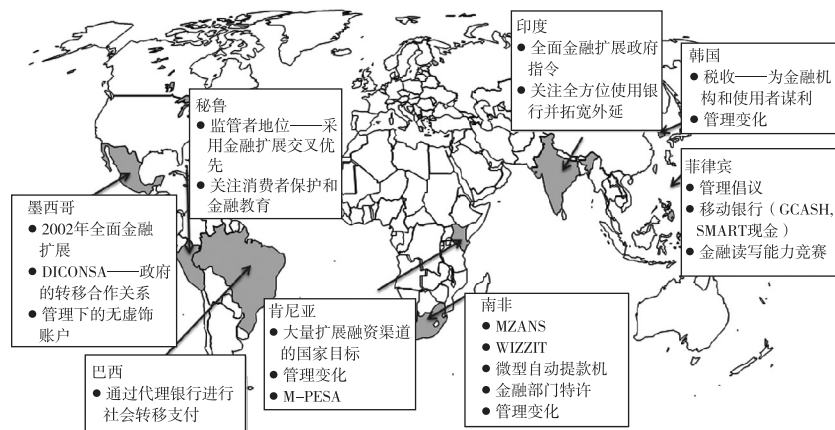 印度
● 全面金融扩展政府
指令
● 关注全方位使用银
行并拓宽外延
韩国
● 税收——为金融机
构和使用者谋利
● 管理变化
秘鲁
● 监管者地位——采
用金融扩展交叉优
先
● 关注消费者保护和
金融教育
菲律宾
● 管理倡议
● 移动银行（GCASH,
SMART现金）
● 金融读写能力竞赛
墨西哥
● 2002年全面金融
扩展
● DICONSA——政府
的转移合作关系
● 管理下的无虚饰
账户
肯尼亚
● 大量扩展融资渠道
的国家目标
● 管理变化
● M-PESA
南非
● MZANS
● WIZZIT
● 微型自动提款机
● 金融部门特许
● 管理变化
巴西
● 通过代理银行进行
社会转移支付